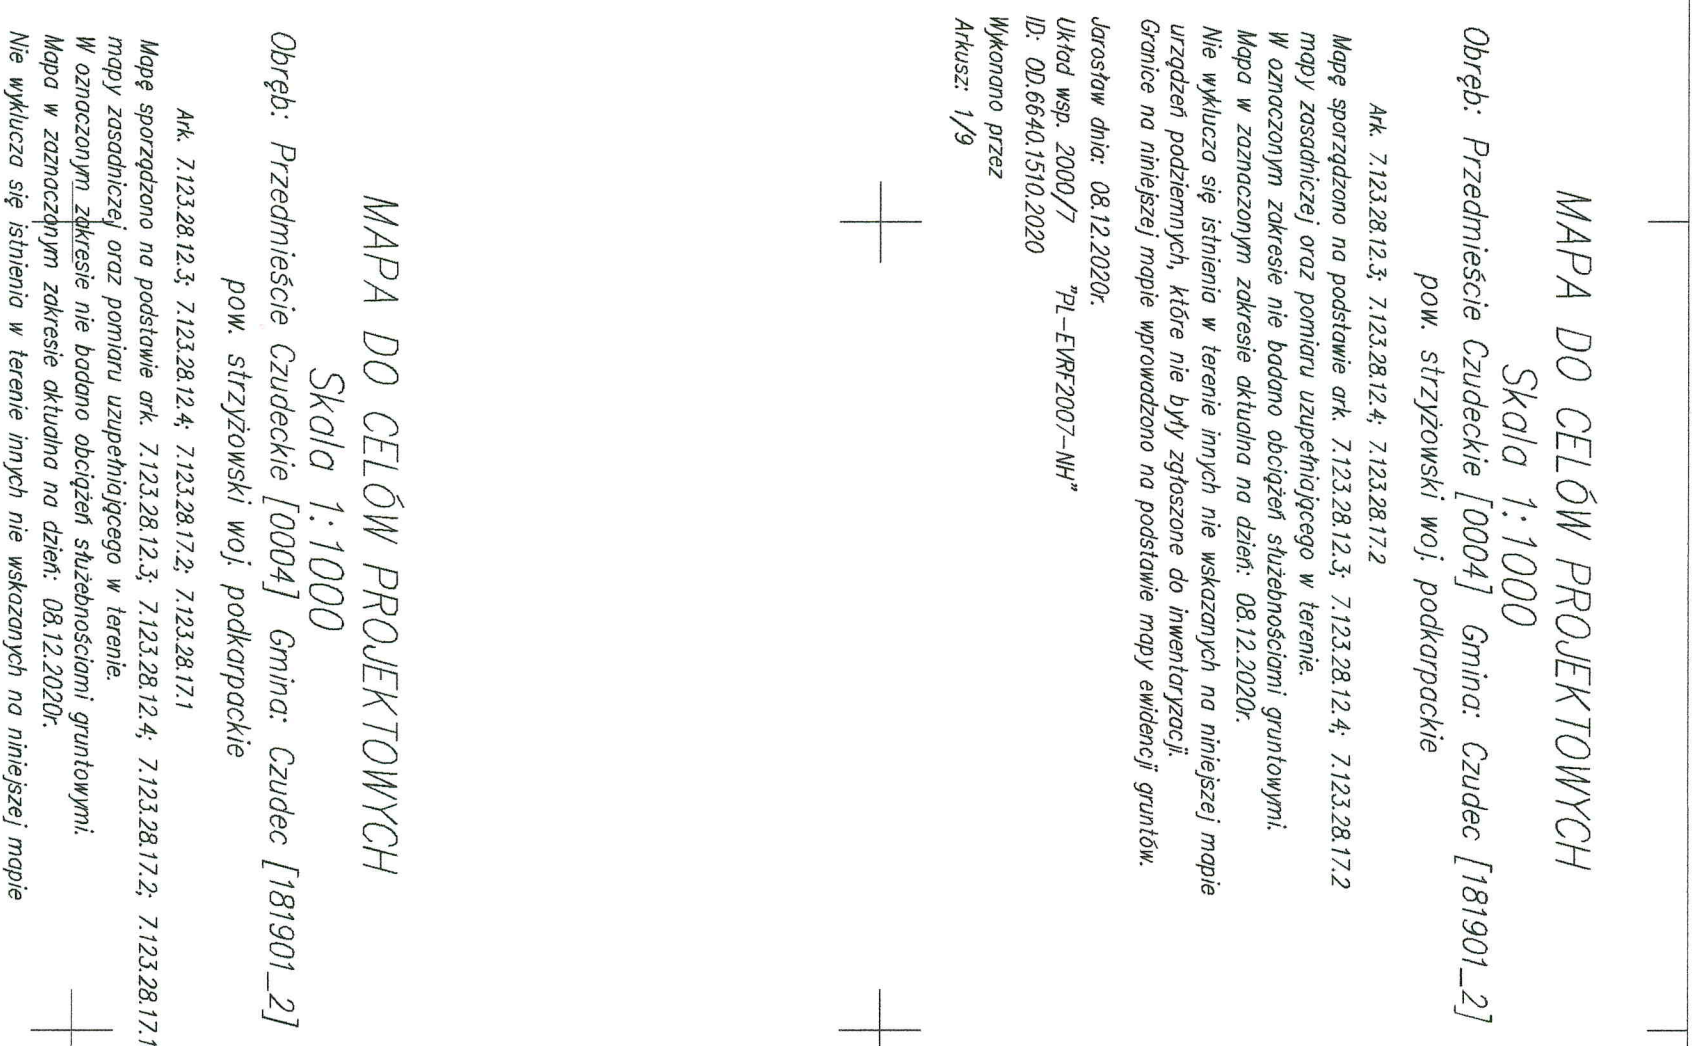 MAPA DO CELÓW PROJEKTOWYCH
Skala 1:1000
Obręb: Przedmieście Czudeckie [0004] Gmina: Czudec [181901_2]
pow. strzyżowski woj. podkarpackie
Ark. 7.123.28.12.3; 7.123.28.12.4; 7.123.28.17.2
Mapę sporządzono na podstawie ark. 7.123.28.12.3; 7.123.28.12.4; 7.123.28.17.2
mapy zasadniczej oraz pomiaru uzupełniającego w terenie.
W oznaczonym zakresie nie badano obciążeń służebnościami gruntowymi.
Mapa w zaznaczonym zakresie aktualna na dzień: 08.12.2020r.
Nie wyklucza się istnienia w terenie innych nie wskazanych na niniejszej mapie
urządzeń podziemnych, które nie były zgłoszone do inwentaryzacji.
Granice na niniejszej mapie wprowadzono na podstawie mapy ewidencji gruntów.
Jarosław dnia: 08.12.2020r.
Układ wsp. 2000/7 "PL-EVRF2007-NH"
ID: OD.6640.1510.2020
Wykonano przez
Arkusz: 1/9
MAPA DO CELÓW PROJEKTOWYCH
Skala 1:1000
Obręb: Przedmieście Czudeckie [0004] Gmina: Czudec [181901_2]
pow. strzyżowski woj. podkarpackie
Ark. 7.123.28.12.3; 7.123.28.12.4; 7.123.28.17.2; 7.123.28.17.1
Mapę sporządzono na podstawie ark. 7.123.28.12.3; 7.123.28.12.4; 7.123.28.17.2; 7.123.28.17.1
mapy zasadniczej oraz pomiaru uzupełniającego w terenie.
W oznaczonym zakresie nie badano obciążeń służebnościami gruntowymi.
Mapa w zaznaczonym zakresie aktualna na dzień: 08.12.2020r.
Nie wyklucza się istnienia w terenie innych nie wskazanych na niniejszej mapie